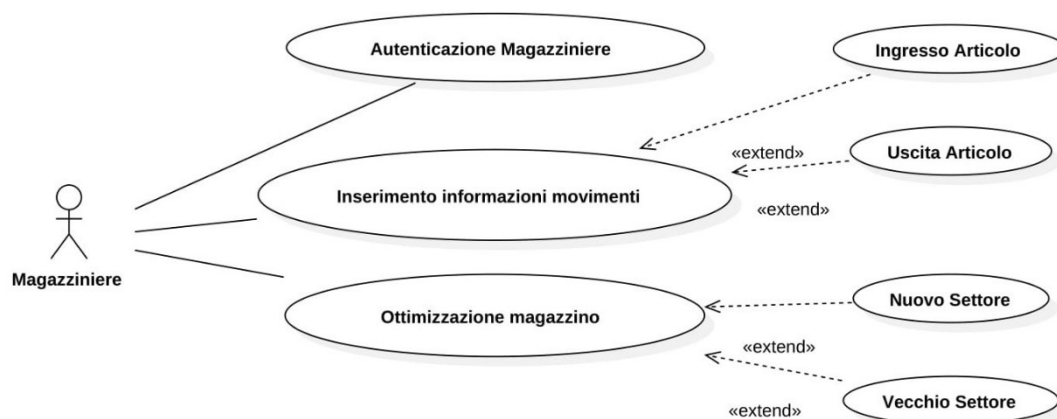 Autenticazione Magazziniere
Ingresso Articolo
«extend»
Uscita Articolo
Inserimento informazioni movimenti
«extend»
Magazziniere
Nuovo Settore
Ottimizzazione magazzino
«extend»
Vecchio Settore
«extend»